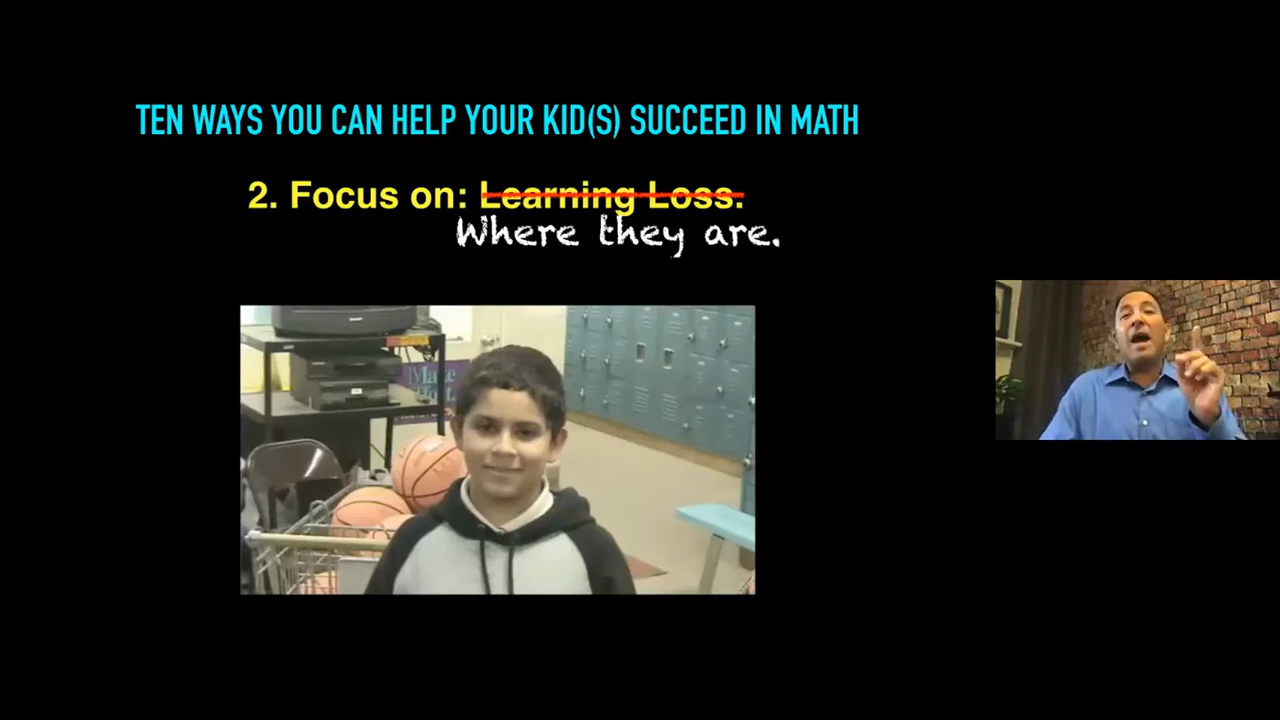 TEN WAYS YOU CAN HELP YOUR KID(S) SUCCEED IN MATH
2. Focus on: Learning Loss.
Where they are.